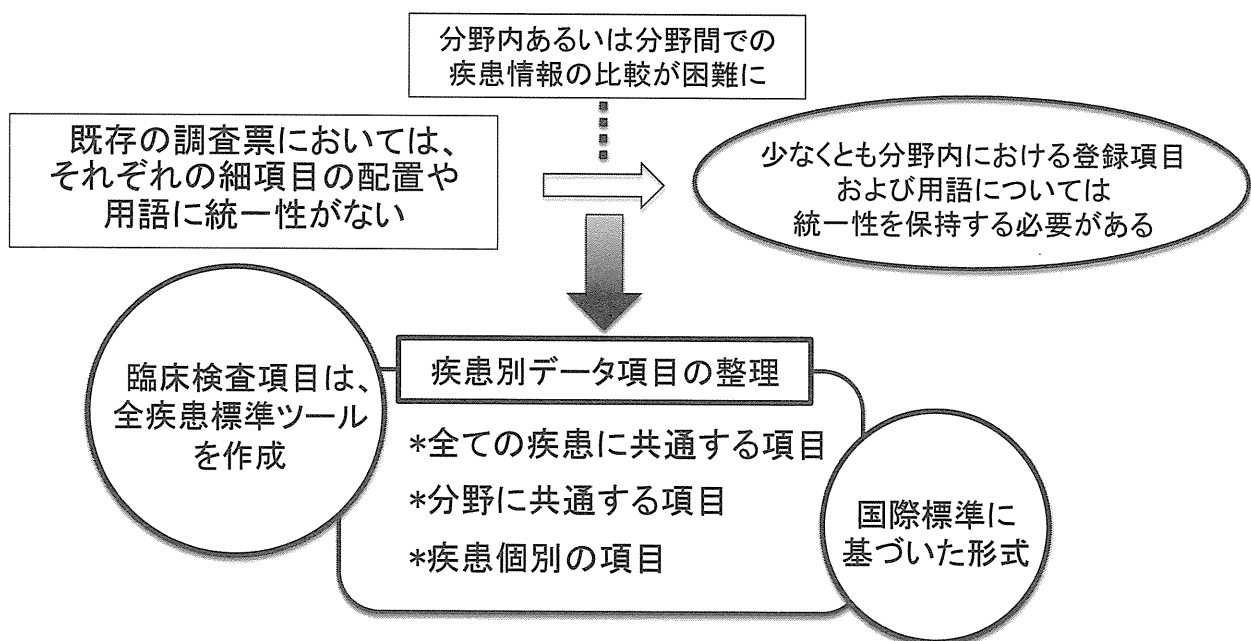 分野内あるいは分野間での
疾患情報の比較が困難に
既存の調査票においては、
それぞれの細項目の配置や
用語に統一性がない
少なくとも分野内における登録項目
および用語については
統一性を保持する必要がある
疾患別データ項目の整理
臨床検査項目は、
全疾患標準ツール
を作成
*全ての疾患に共通する項目
*分野に共通する項目
*疾患個別の項目
国際標準に
基づいた形式